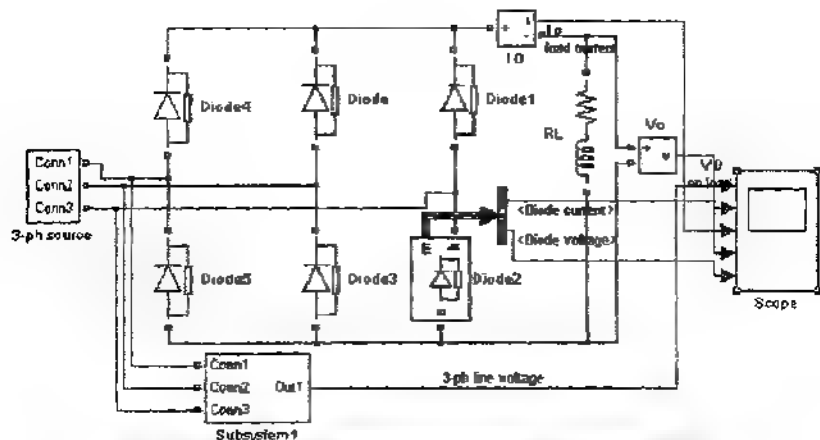 Diode4
Diode
Diode1
I0
load current
RL
Vo
Conn1
Conn2
Conn3
3-ph source
<Diode current>
<Diode voltage>
Diode5
Diode3
Diode2
m
k
Scope
Conn1
Conn2
Conn3
Out1
3-ph line voltage
Subsystem1
+
-
i
+
v